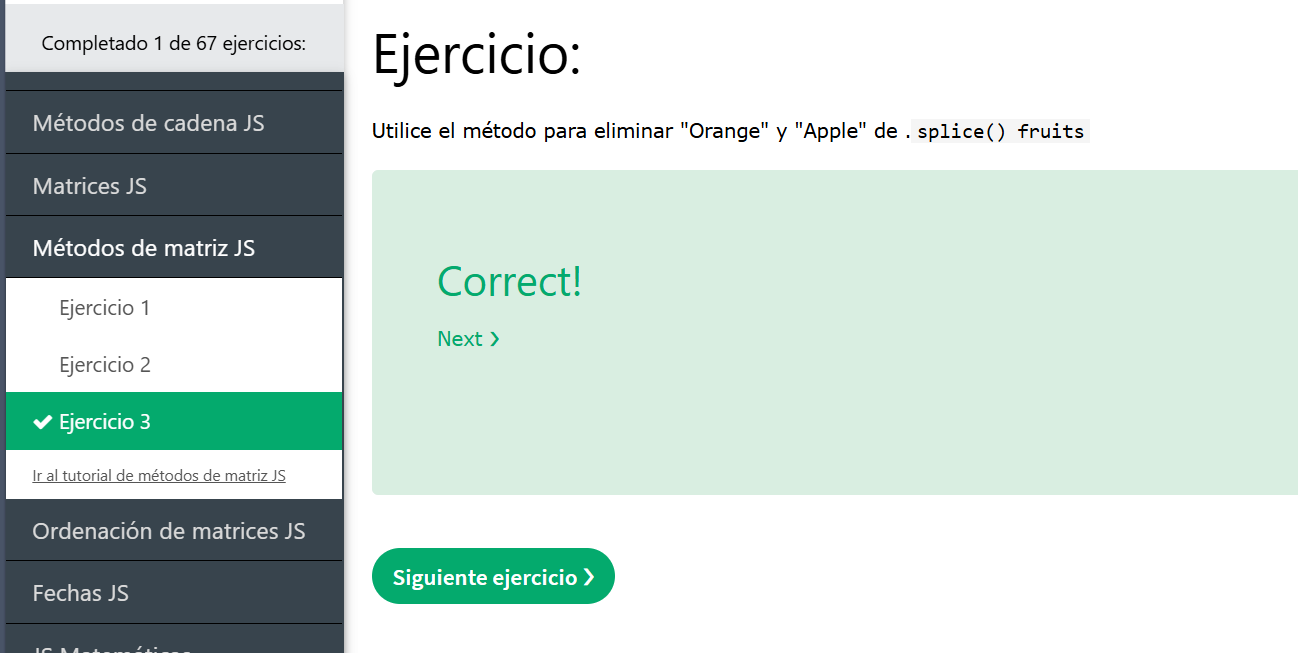 Completado 1 de 67 ejercicios:
Métodos de cadena JS
Matrices JS
Métodos de matriz JS
Ejercicio 1
Ejercicio 2
Ejercicio 3
Ir al tutorial de métodos de matriz JS
Ordenación de matrices JS
Fechas JS
JS Matemáticas
Ejercicio:
Utilice el método para eliminar "Orange" y "Apple" de .splice() fruits
Correct!
Next ❯
Siguiente ejercicio ❯